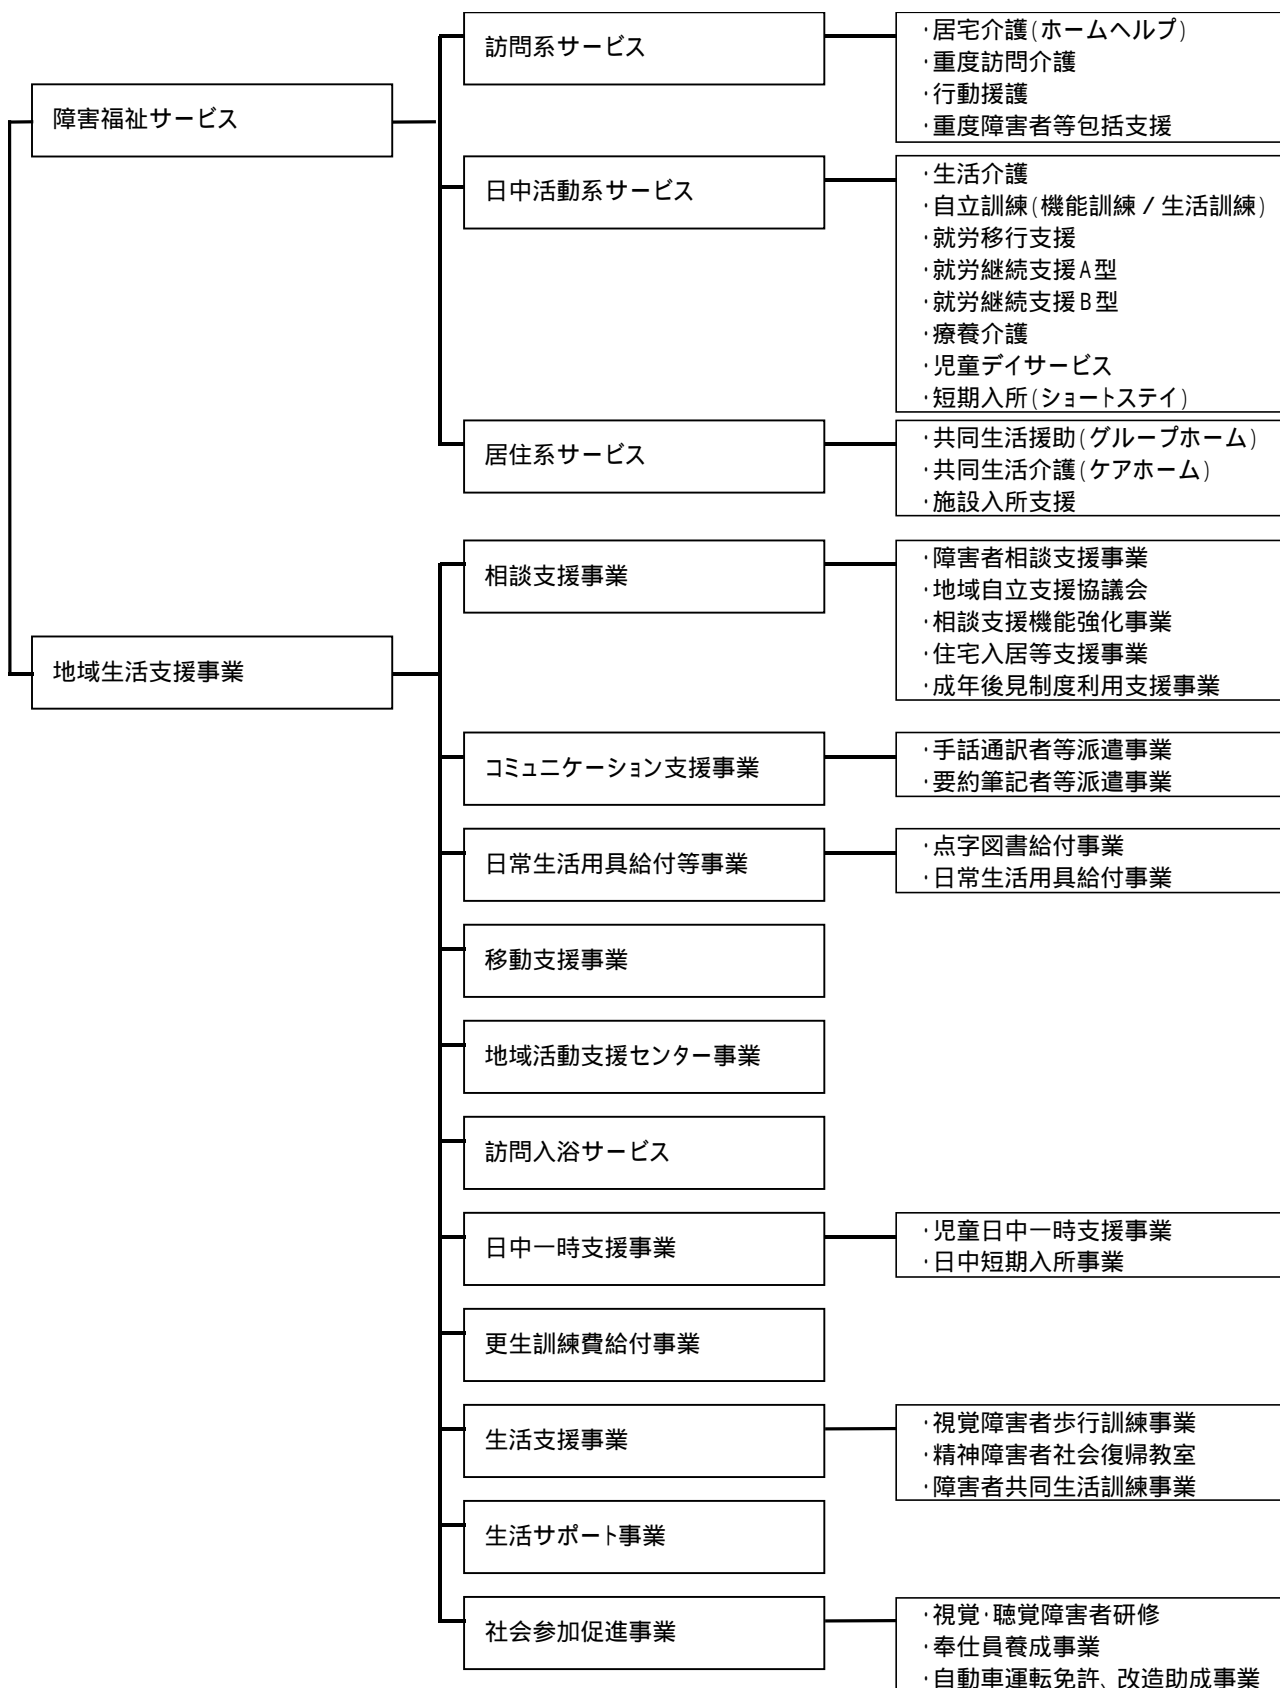 障害福祉サービス
訪問系サービス
・居宅介護(ホームヘルプ)
・重度訪問介護
・行動援護
・重度障害者等包括支援
日中活動系サービス
・生活介護
・自立訓練(機能訓練/生活訓練)
・就労移行支援
・就労継続支援A型
・就労継続支援B型
・療養介護
・児童デイサービス
・短期入所(ショートステイ)
居住系サービス
・共同生活援助(グループホーム)
・共同生活介護(ケアホーム)
・施設入所支援
地域生活支援事業
相談支援事業
・障害者相談支援事業
・地域自立支援協議会
・相談支援機能強化事業
・住宅入居等支援事業
・成年後見制度利用支援事業
コミュニケーション支援事業
・手話通訳者等派遣事業
・要約筆記者等派遣事業
日常生活用具給付等事業
・点字図書給付事業
・日常生活用具給付事業
移動支援事業
地域活動支援センター事業
訪問入浴サービス
日中一時支援事業
・児童日中一時支援事業
・日中短期入所事業
更生訓練費給付事業
生活支援事業
・視覚障害者歩行訓練事業
・精神障害者社会復帰教室
・障害者共同生活訓練事業
生活サポート事業
社会参加促進事業
・視覚・聴覚障害者研修
・奉仕員養成事業
・自動車運転免許、改造助成事業